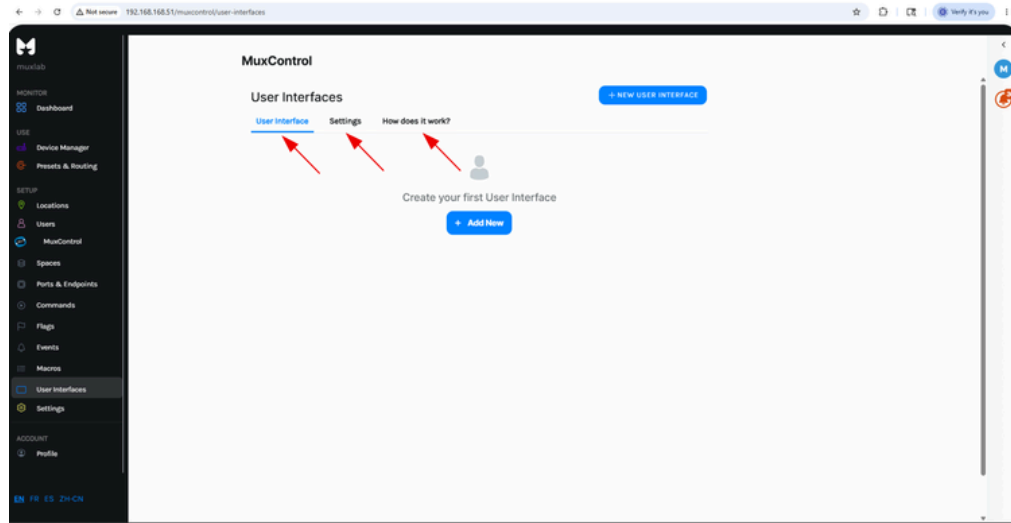 Not secure 192.168.168.51/muxcontrol/user-interfaces
Verify it's you
muxlab
MONITOR
Dashboard
USE
Device Manager
Presets & Routing
SETUP
Locations
Users
MuxControl
Spaces
Ports & Endpoints
Commands
Flags
Events
Macros
User Interfaces
Settings
ACCOUNT
Profile
EN FR ES ZH-CN
MuxControl
User Interfaces
+ NEW USER INTERFACE
User Interface Settings How does it work?
Create your first User Interface
+ Add New
M